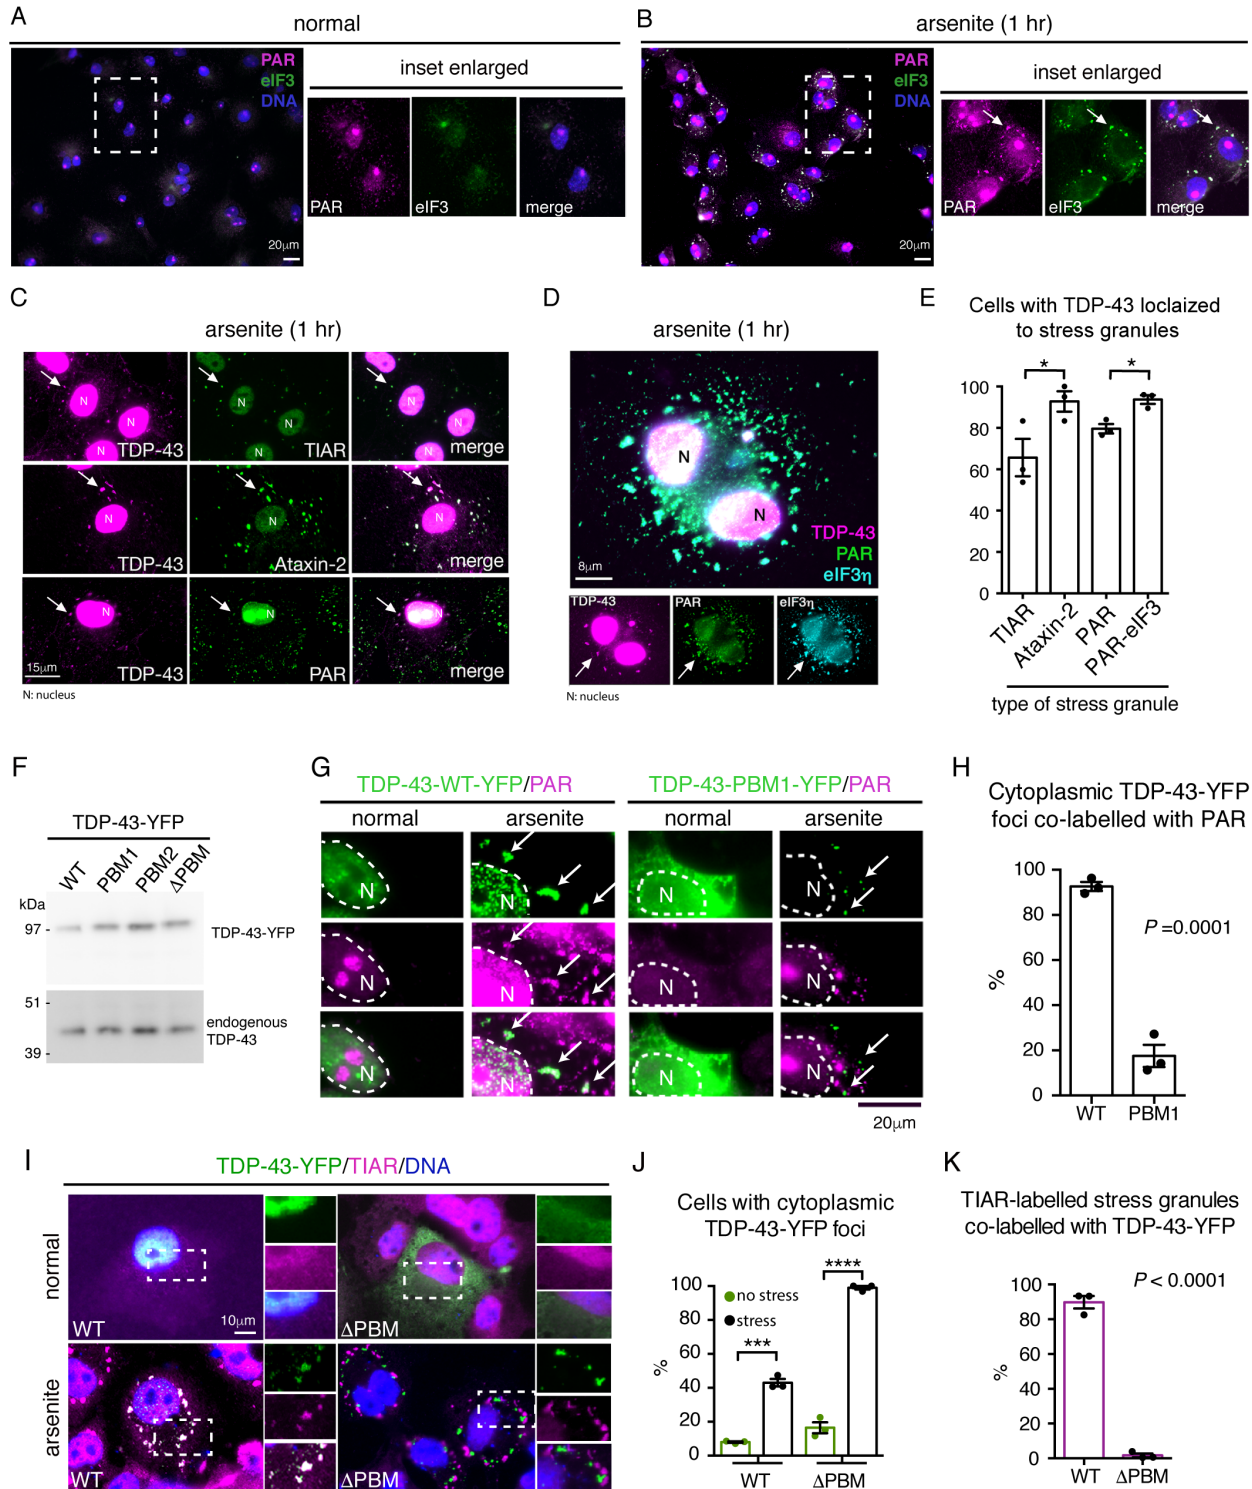 A
normal
PAR
eIF3
DNA
20µm
inset enlarged
PAR
eIF3
merge
B
arsenite (1 hr)
PAR
eIF3
DNA
20µm
inset enlarged
PAR
eIF3
merge
C
arsenite (1 hr)
N
N
N
TDP-43
N
N
N
TIAR
N
N
N
merge
N
TDP-43
N
Ataxin-2
N
merge
N
15µm
TDP-43
N
PAR
N
merge
N: nucleus
D
arsenite (1 hr)
N
N
TDP-43
PAR
eIF3η
8µm
TDP-43
PAR
eIF3η
N: nucleus
E
Cells with TDP-43 loclaized
to stress granules
* *
100
80
60
40
20
0
TIAR
Ataxin-2
PAR
PAR-eIF3
type of stress granule
F
TDP-43-YFP
WT
PBM1
PBM2
ΔPBM
kDa
97 -
TDP-43-YFP
51 -
endogenous
TDP-43
39 -
G
TDP-43-WT-YFP/PAR
TDP-43-PBM1-YFP/PAR
normal
arsenite
normal
arsenite
N
N
N
N
N
N
N
N
N
N
N
N
20µm
H
Cytoplasmic TDP-43-YFP
foci co-labelled with PAR
100
80
60
40
20
0
%
P =0.0001
WT
PBM1
I
TDP-43-YFP/TIAR/DNA
normal
WT
10µm
ΔPBM
arsenite
WT
ΔPBM
J
Cells with cytoplasmic
TDP-43-YFP foci
100
80
60
40
20
0
%
no stress
stress
***
****
WT
ΔPBM
K
TIAR-labelled stress granules
co-labelled with TDP-43-YFP
P < 0.0001
100
80
60
40
20
0
%
WT
ΔPBM